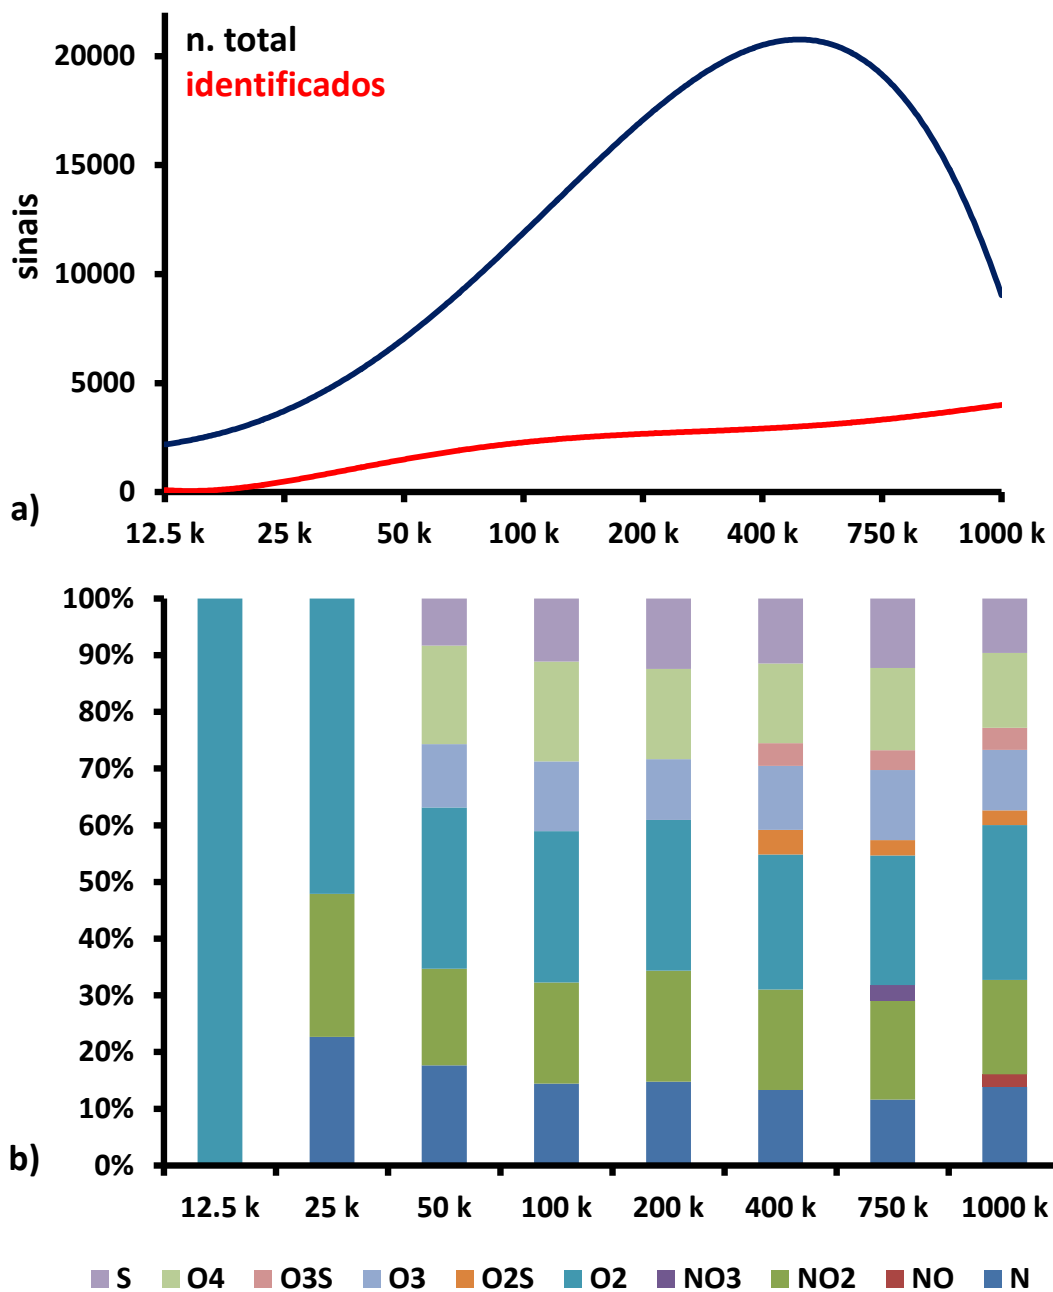 n. total
identificados
sinais
20000
15000
10000
5000
0
a)
12.5 k 25 k 50 k 100 k 200 k 400 k 750 k 1000 k
100%
90%
80%
70%
60%
50%
40%
30%
20%
10%
0%
b)
12.5 k 25 k 50 k 100 k 200 k 400 k 750 k 1000 k
S O4 O3S O3 O2S O2 NO3 NO2 NO N